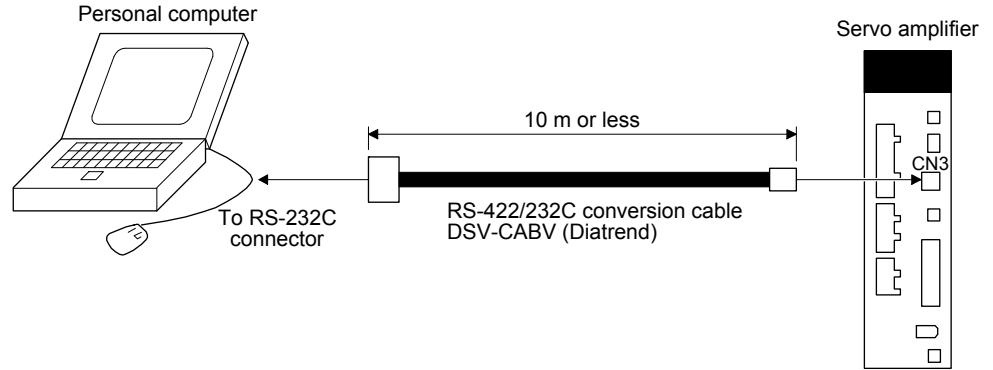 Personal computer
Servo amplifier
10 m or less
CN3
To RS-232C
connector
RS-422/232C conversion cable
DSV-CABV (Diatrend)